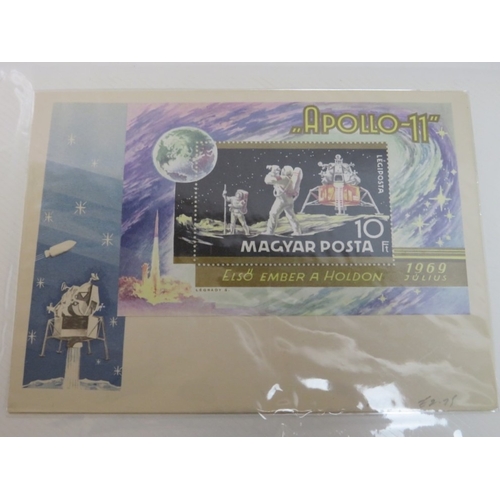 „APOLLO-11"
LÉGIPOSTA
10 Ft
MAGYAR POSTA
ELSŐ EMBER A HOLDON
1969
JÚLIUS